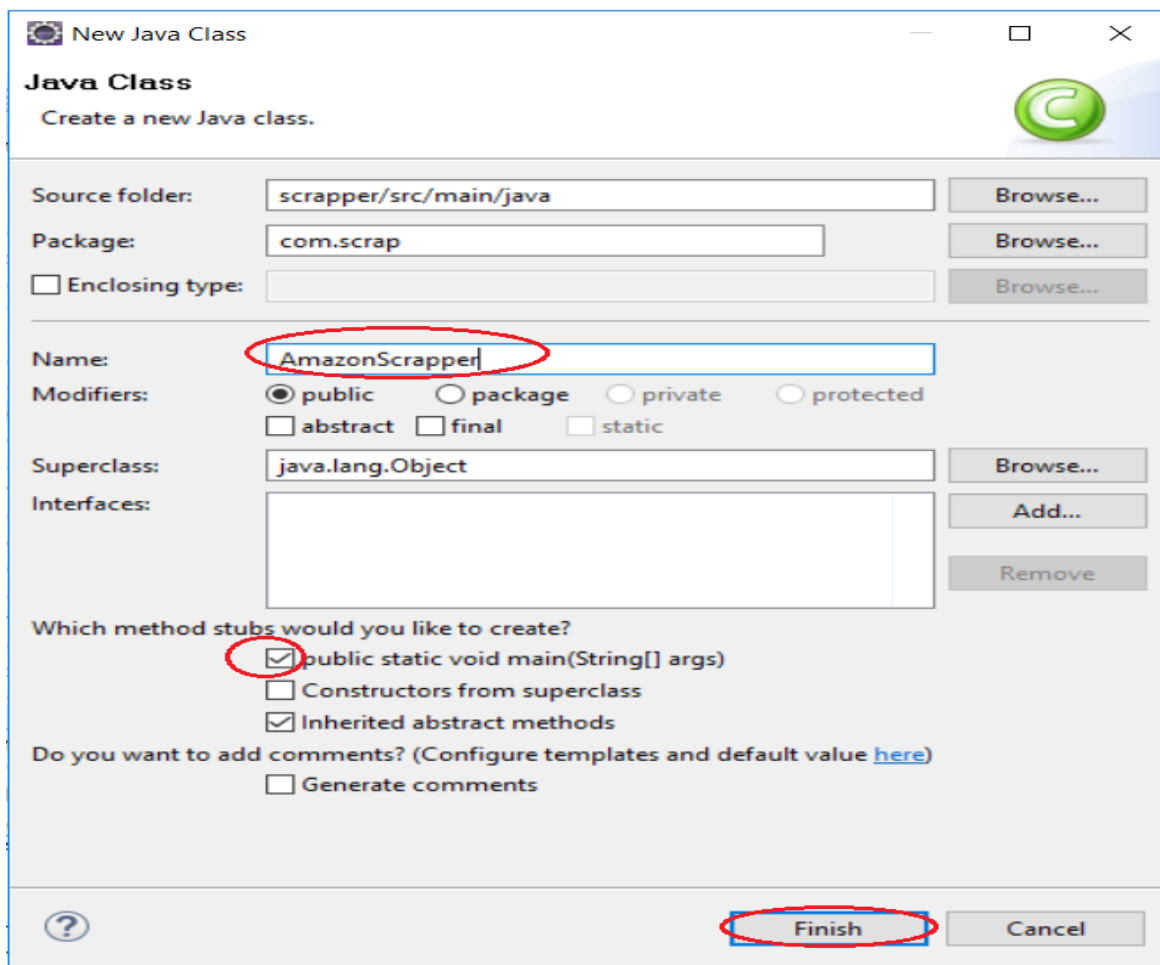 New Java Class
Java Class
Create a new Java class.
Source folder: scrapper/src/main/java Browse...
Package: com.scrap Browse...
Enclosing type: Browse...
Name: AmazonScrapper
Modifiers: public package private protected
abstract final static
Superclass: java.lang.Object Browse...
Interfaces: Add...
Remove
Which method stubs would you like to create?
public static void main(String[] args)
Constructors from superclass
Inherited abstract methods
Do you want to add comments? (Configure templates and default value here)
Generate comments
? Finish Cancel